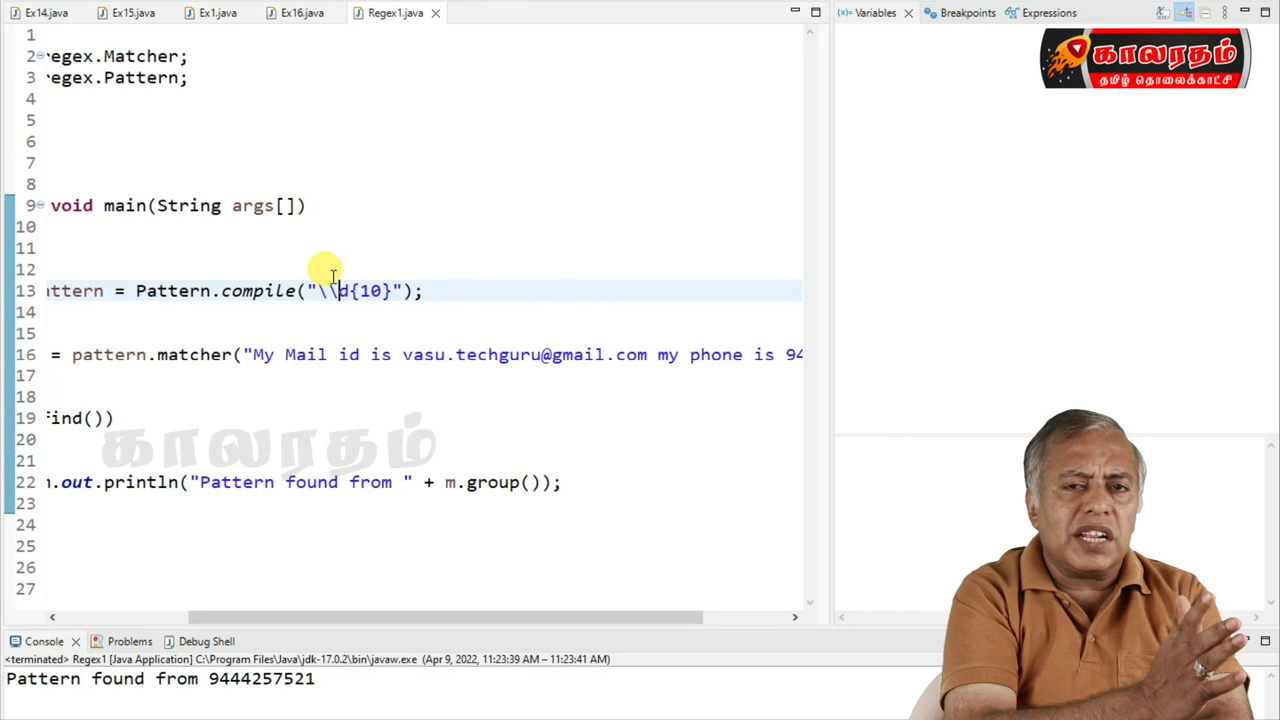 Ex14.java Ex15.java Ex1.java Ex16.java Regex1.java
Variables Breakpoints Expressions
காலரதம்
தமிழ் தொலைக்காட்சி
1
2 regex.Matcher;
3 regex.Pattern;
4
5
6
7
8
9 void main(String args[])
10
11
12
13 attern = Pattern.compile("\\d{10}");
14
15
16 = pattern.matcher("My Mail id is vasu.techguru@gmail.com my phone is 94
17
18
19 find())
20
காலரதம்
21
22 n.out.println("Pattern found from " + m.group());
23
24
25
26
27
Console Problems Debug Shell
<terminated> Regex1 [Java Application] C:\Program Files\Java\jdk-17.0.2\bin\javaw.exe (Apr 9, 2022, 11:23:39 AM – 11:23:41 AM)
Pattern found from 9444257521